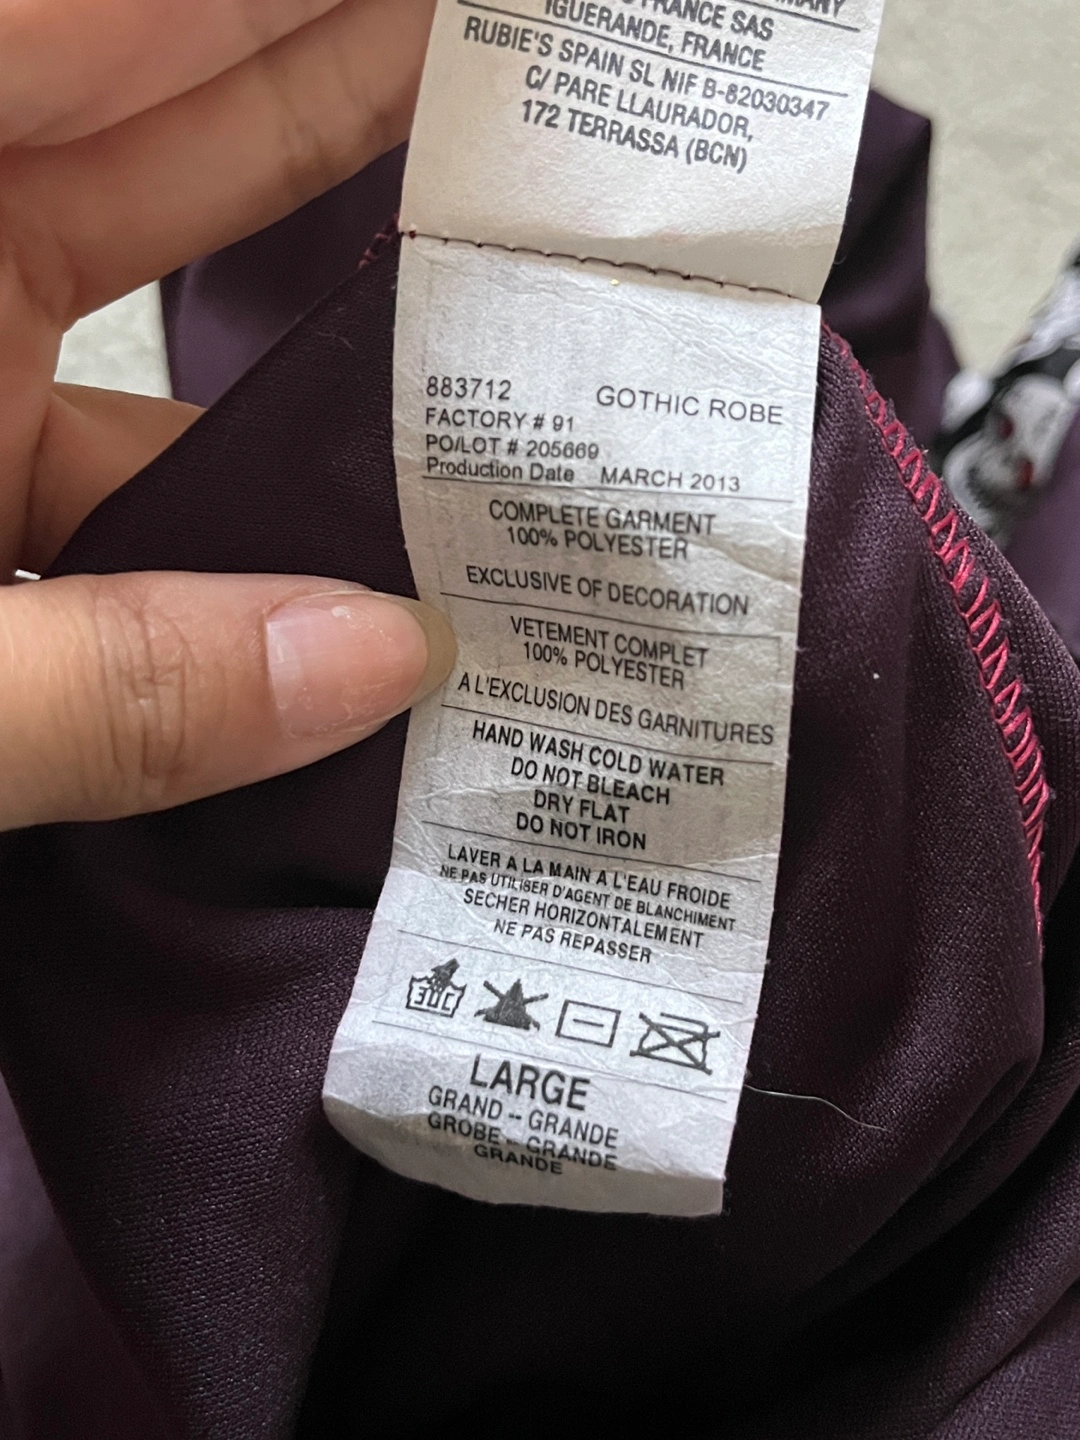 FRANCE SAS
IGUERANDE, FRANCE
RUBIE'S SPAIN SL NIF B-82030347
C/ PARE LLAURADOR,
172 TERRASSA (BCN)
883712 GOTHIC ROBE
FACTORY # 91
PO/LOT # 205669
Production Date MARCH 2013
COMPLETE GARMENT
100% POLYESTER
EXCLUSIVE OF DECORATION
VETEMENT COMPLET
100% POLYESTER
A L'EXCLUSION DES GARNITURES
HAND WASH COLD WATER
DO NOT BLEACH
DRY FLAT
DO NOT IRON
LAVER A LA MAIN A L'EAU FROIDE
NE PAS UTILISER D'AGENT DE BLANCHIMENT
SECHER HORIZONTALEMENT
NE PAS REPASSER
LARGE
GRAND -- GRANDE
GROBE - GRANDE
GRANDE